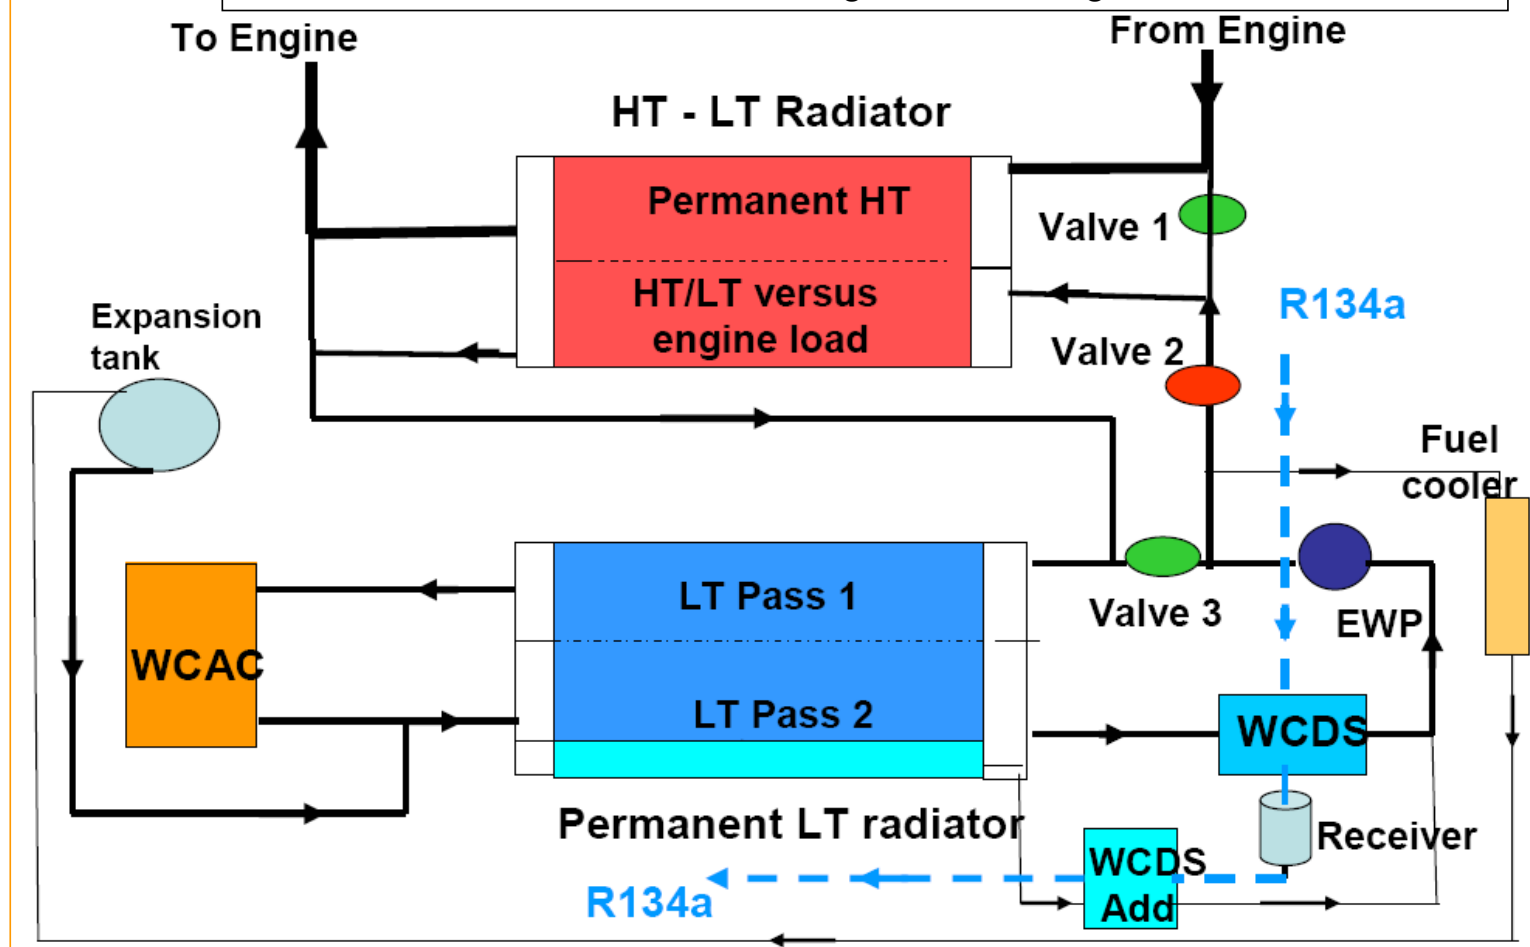 To Engine
From Engine
HT - LT Radiator
Permanent HT
Valve 1
HT/LT versus
engine load
R134a
Expansion
tank
Valve 2
Fuel
cooler
LT Pass 1
Valve 3
EWP
WCAC
LT Pass 2
WCDS
Permanent LT radiator
Receiver
WCDS
Add
R134a